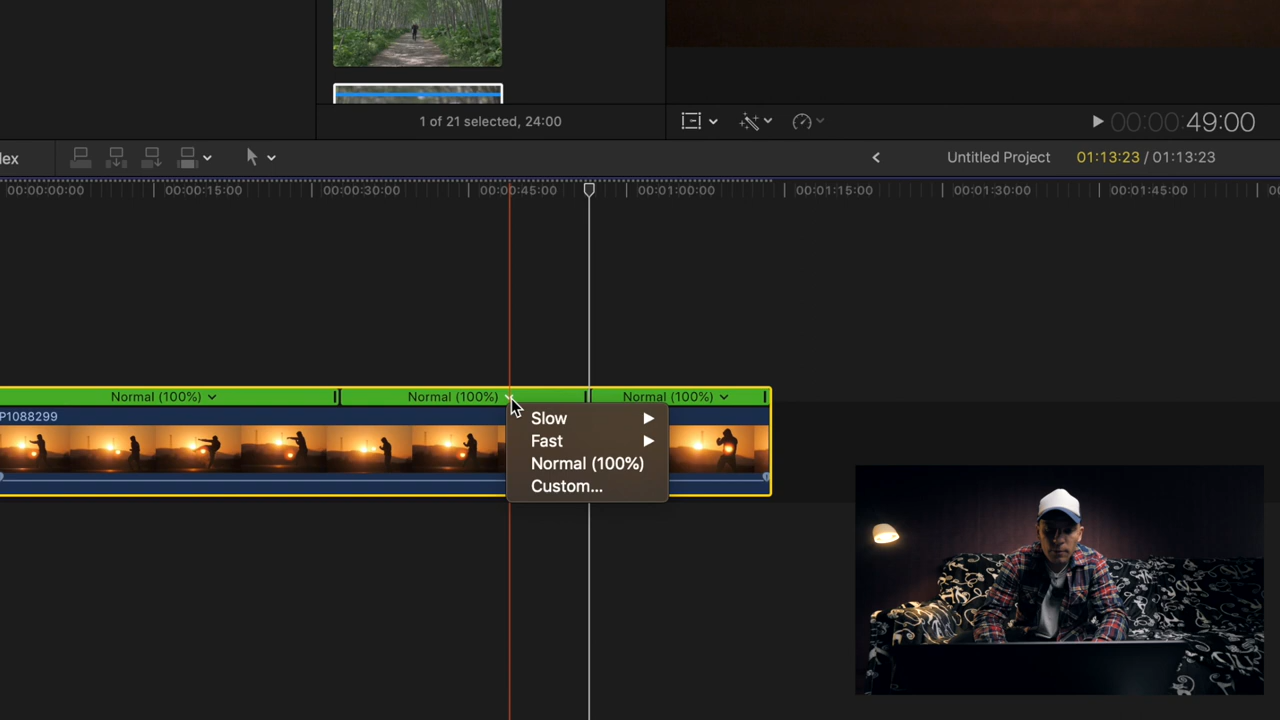 1 of 21 selected, 24:00
00:00:00:49:00
lex
Untitled Project
01:13:23 / 01:13:23
00:00:00:00
00:00:15:00
00:00:30:00
00:00:45:00
00:01:00:00
00:01:15:00
00:01:30:00
00:01:45:00
Normal (100%)
Normal (100%)
Normal (100%)
P1088299
Slow
Fast
Normal (100%)
Custom...